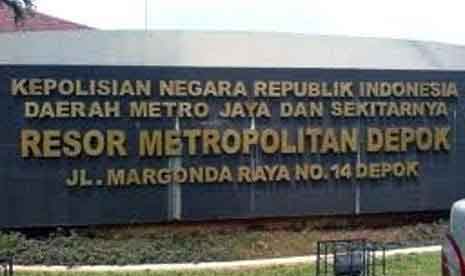 KEPOLISIAN NEGARA REPUBLIK INDONESIA
DAERAH METRO JAYA DAN SEKITARNYA
RESOR METROPOLITAN DEPOK
JL. MARGONDA RAYA NO.14 DEPOK